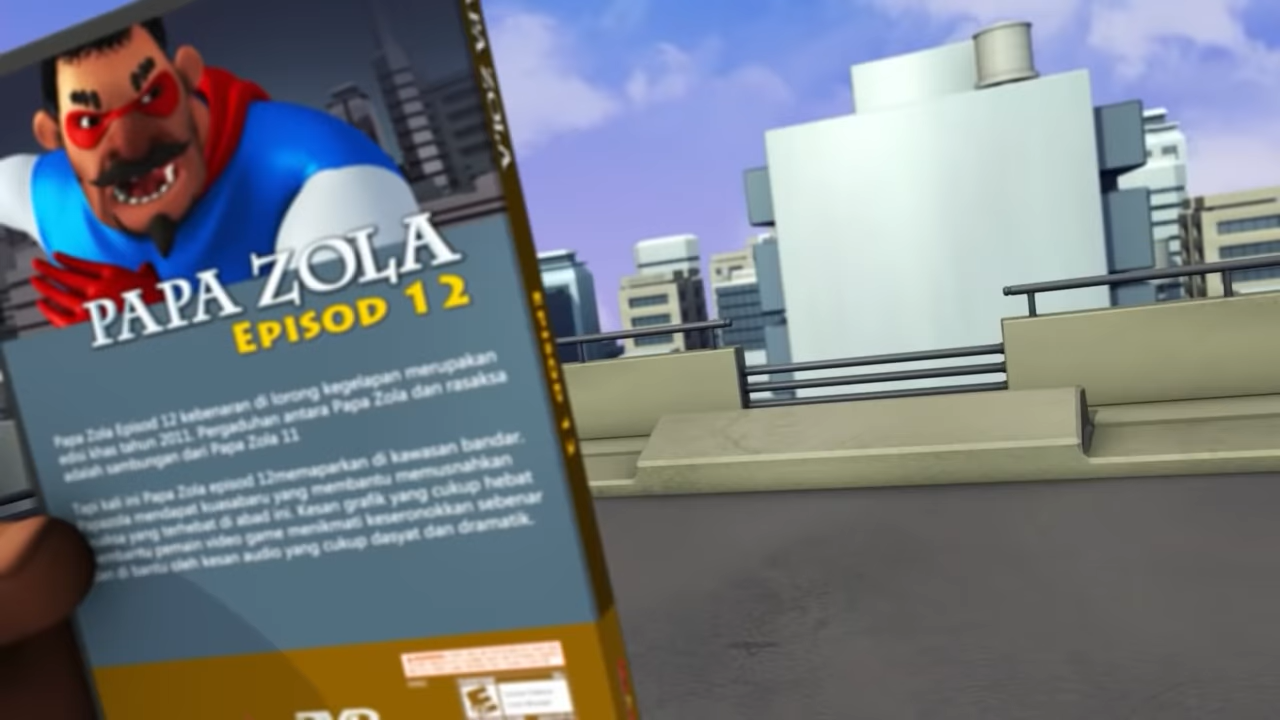 PAPA ZOLA
PAPA ZOLA
EPISOD 12
Papa Zola Episod 12 kebenaran di lorong kegelapan merupakan
edisi khas tahun 2011. Pergaduhan antara Papa Zola dan rasaksa
adalah sambungan dari Papa Zola 11
Tapi kali ini Papa Zola episod 12memaparkan di kawasan bandar.
mendapat kuasabaru yang membantu memusnahkan
yang terhebat di abad ini. Kesan grafik yang cukup hebat
membantu pemain video game menikmati keseronokkan sebenar
di bantu oleh kesan audio yang cukup dasyat dan dramatik.
E